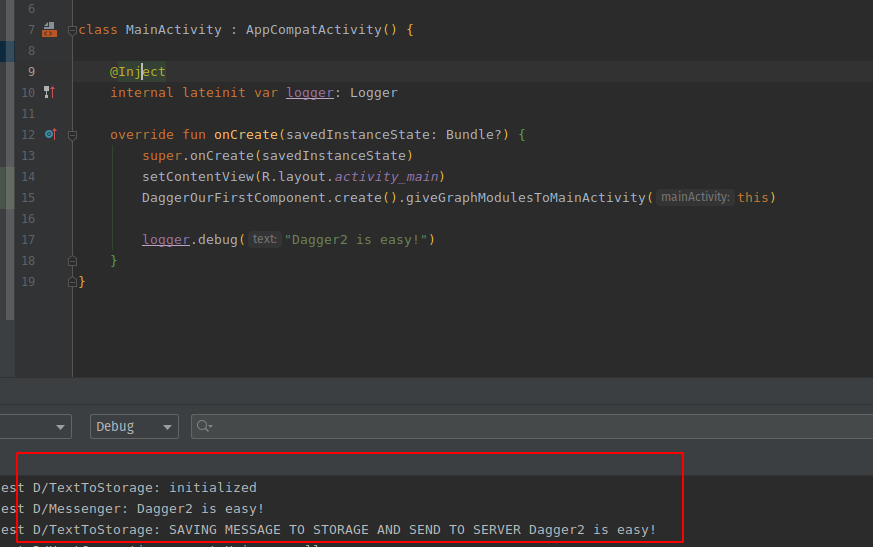 6
7 class MainActivity : AppCompatActivity() {
8
9 @Inject
10 internal lateinit var logger: Logger
11
12 override fun onCreate(savedInstanceState: Bundle?) {
13 super.onCreate(savedInstanceState)
14 setContentView(R.layout.activity_main)
15 DaggerOurFirstComponent.create().giveGraphModulesToMainActivity( mainActivity: this)
16
17 logger.debug( text: "Dagger2 is easy!")
18 }
19 }
Debug
est D/TextToStorage: initialized
est D/Messenger: Dagger2 is easy!
est D/TextToStorage: SAVING MESSAGE TO STORAGE AND SEND TO SERVER Dagger2 is easy!